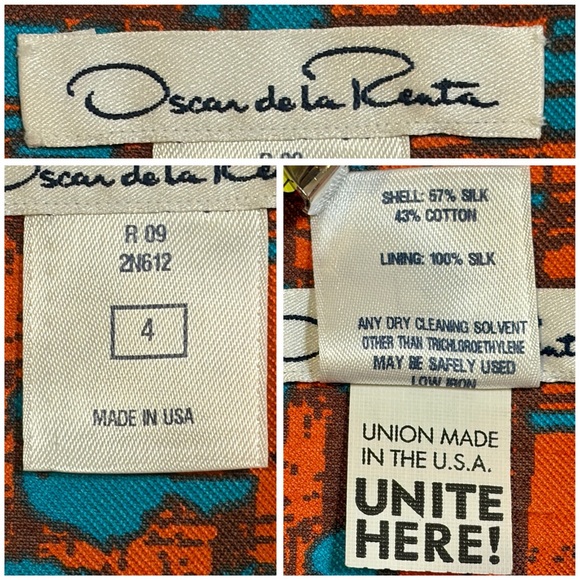 Oscar de la Renta
R 09
Oscar de la Renta
R 09
2N612
4
MADE IN USA
SHELL: 57% SILK
43% COTTON
LINING: 100% SILK
ANY DRY CLEANING SOLVENT
OTHER THAN TRICHLOROETHYLENE
MAY BE SAFELY USED
LOW IRON
UNION MADE
IN THE U.S.A.
UNITE
HERE!